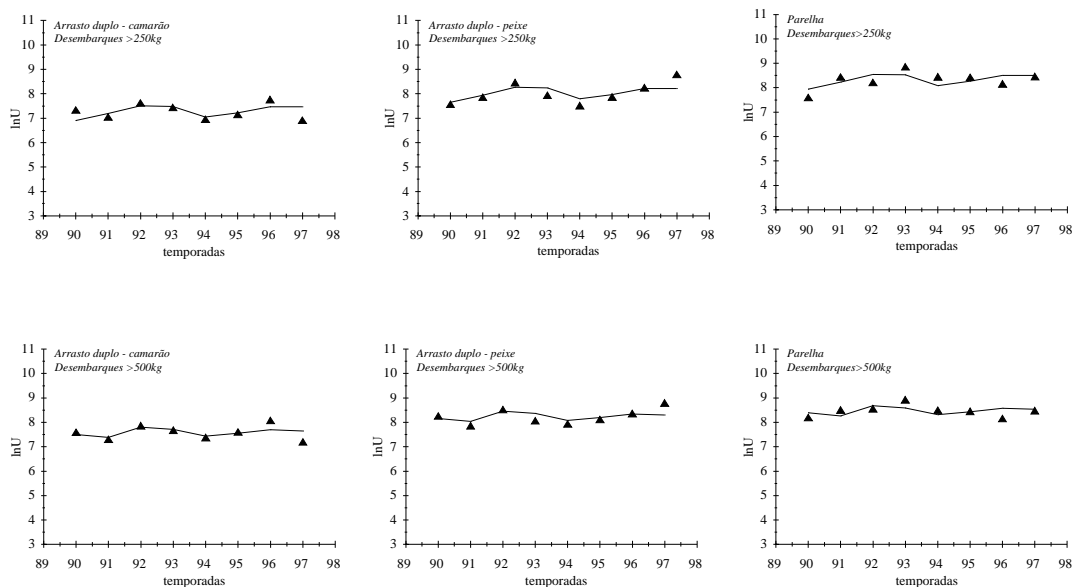 Arrasto duplo - camarão
Desembarques >250kg
11
10
9
8
7
6
5
4
3
lnU
89 90 91 92 93 94 95 96 97 98
temporadas
Arrasto duplo - peixe
Desembarques >250kg
11
10
9
8
7
6
5
4
3
lnU
89 90 91 92 93 94 95 96 97 98
temporadas
Parelha
Desembarques>250kg
11
10
9
8
7
6
5
4
3
lnU
89 90 91 92 93 94 95 96 97 98
temporadas
Arrasto duplo - camarão
Desembarques >500kg
11
10
9
8
7
6
5
4
3
lnU
89 90 91 92 93 94 95 96 97 98
temporadas
Arrasto duplo - peixe
Desembarques >500kg
11
10
9
8
7
6
5
4
3
lnU
89 90 91 92 93 94 95 96 97 98
temporadas
Parelha
Desembarques>500kg
11
10
9
8
7
6
5
4
3
lnU
89 90 91 92 93 94 95 96 97 98
temporadas